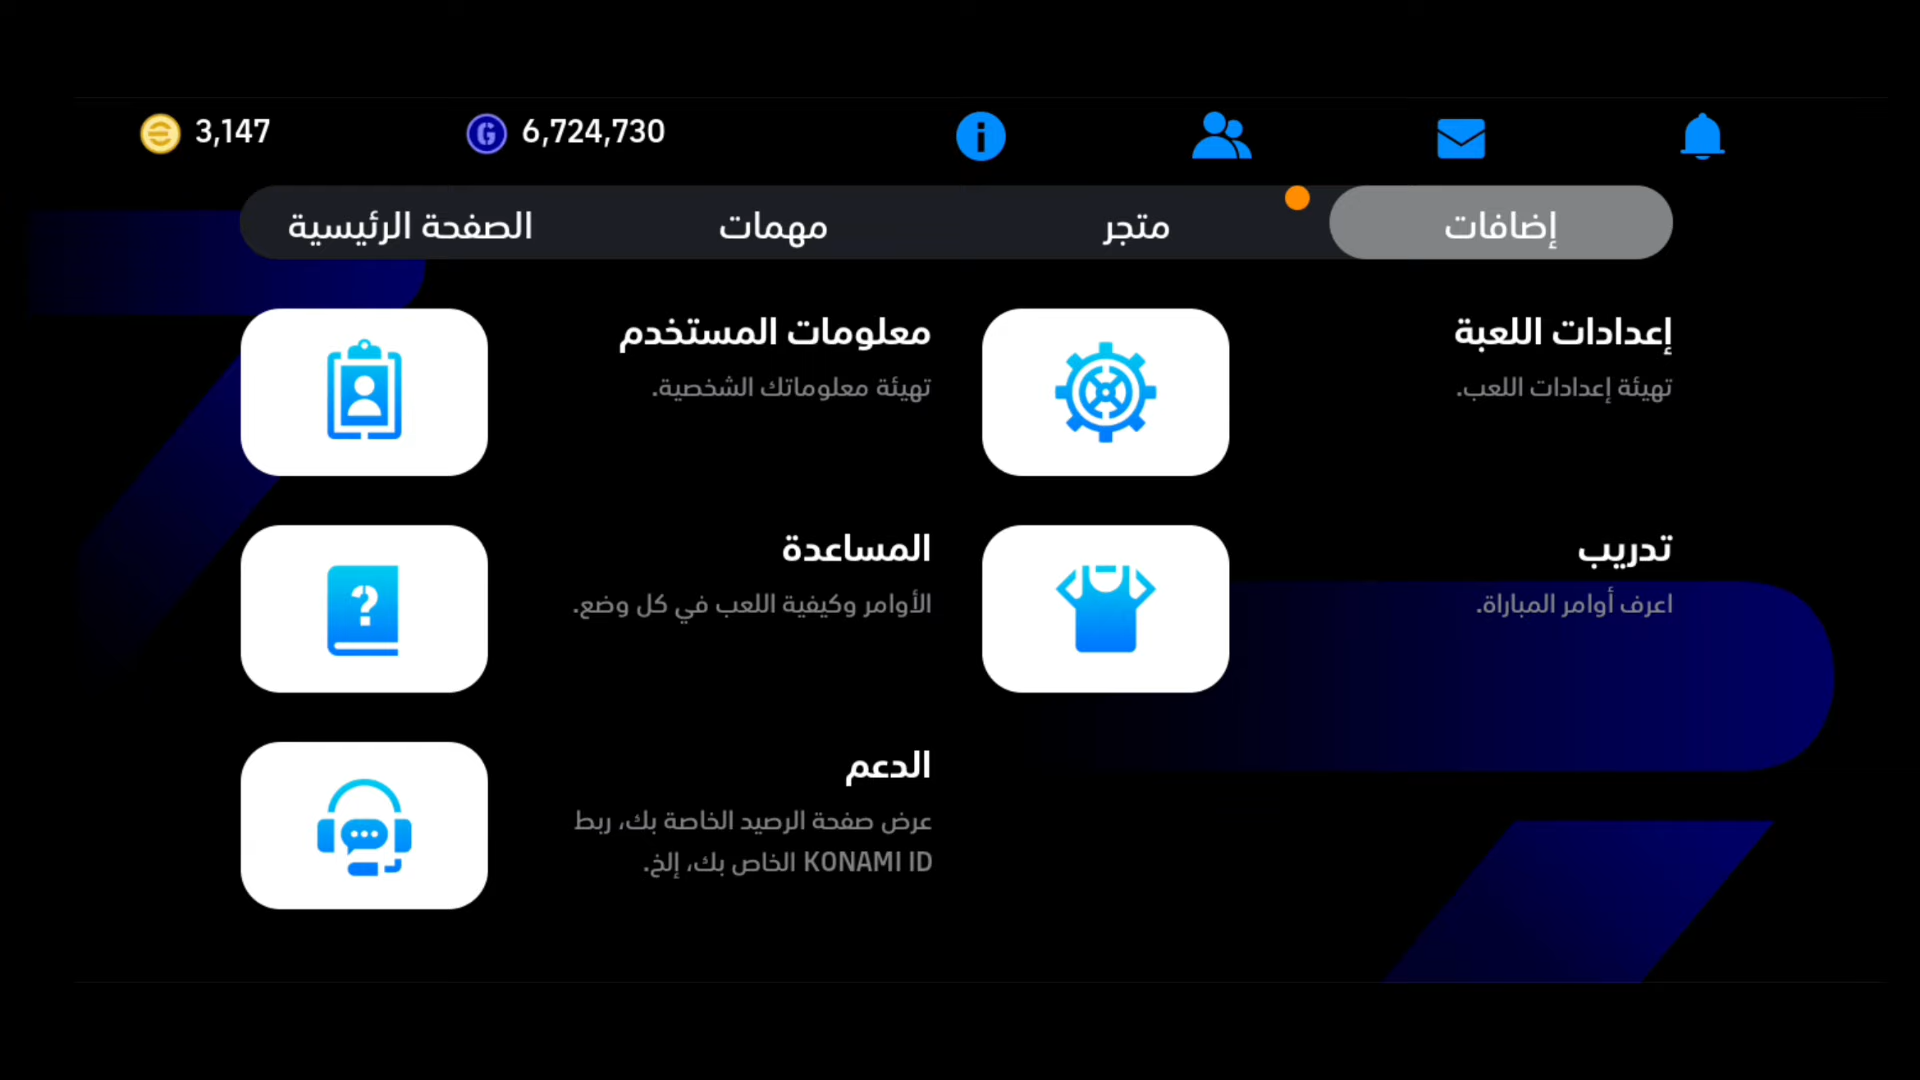 3,147
6,724,730
الصفحة الرئيسية
مهمات
متجر
إضافات
معلومات المستخدم
تهيئة معلوماتك الشخصية.
إعدادات اللعبة
تهيئة إعدادات اللعب.
المساعدة
الأوامر وكيفية اللعب في كل وضع.
تدريب
اعرف أوامر المباراة.
الدعم
عرض صفحة الرصيد الخاصة بك، ربط
KONAMI ID الخاص بك، إلخ.